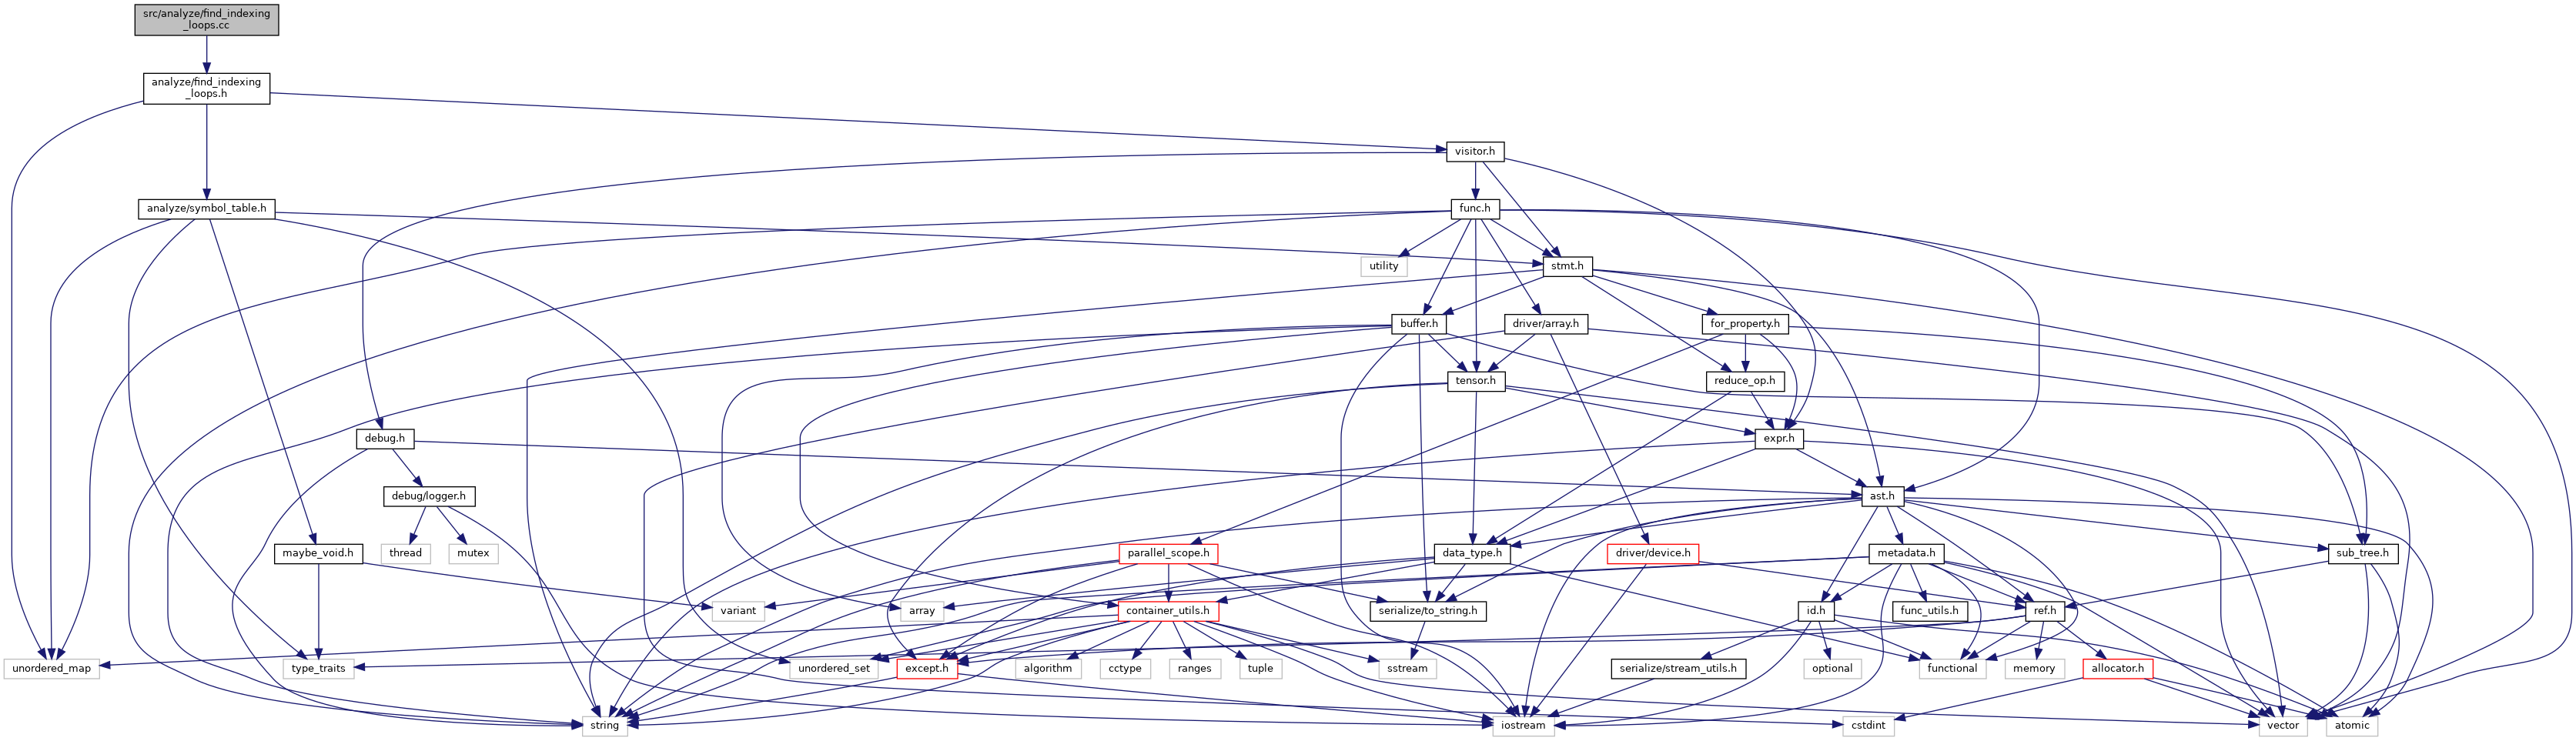 src/analyze/find_indexing
_loops.cc
analyze/find_indexing
_loops.h
visitor.h
analyze/symbol_table.h
func.h
utility
stmt.h
buffer.h
driver/array.h
for_property.h
tensor.h
reduce_op.h
debug.h
expr.h
debug/logger.h
ast.h
maybe_void.h
thread
mutex
parallel_scope.h
data_type.h
driver/device.h
metadata.h
sub_tree.h
variant
array
container_utils.h
serialize/to_string.h
id.h
func_utils.h
ref.h
unordered_map
type_traits
unordered_set
except.h
algorithm
cctype
ranges
tuple
sstream
serialize/stream_utils.h
optional
functional
memory
allocator.h
string
iostream
cstdint
vector
atomic